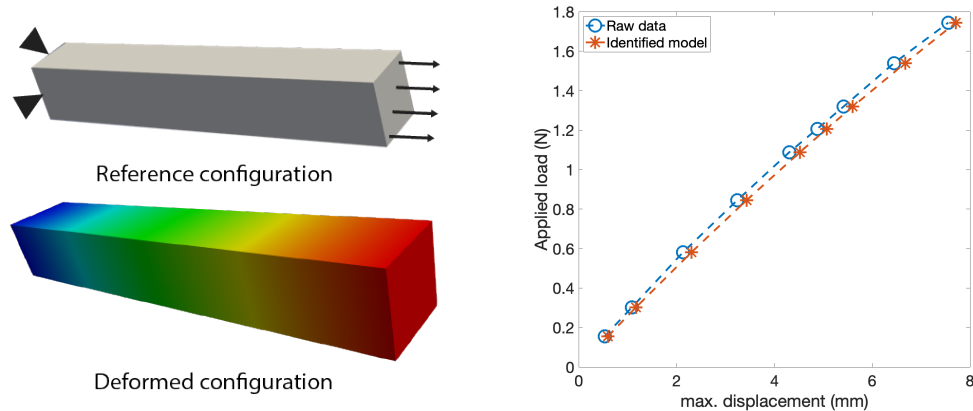 Reference configuration
Deformed configuration
Raw data
Identified model
Applied load (N)
1.8
1.6
1.4
1.2
1
0.8
0.6
0.4
0.2
0
0 2 4 6 8
max. displacement (mm)